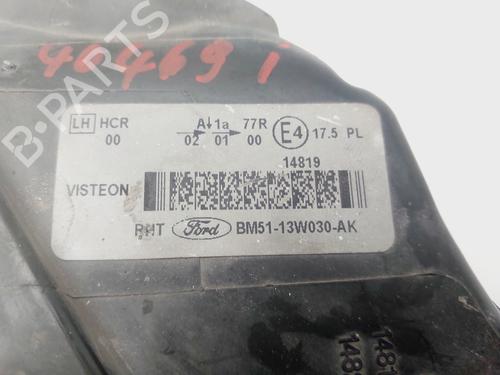 46469 i
LH HCR A↓1a 77R E4 17.5 PL
00 02 01 00
14819
VISTEON
RHT Ford BM51-13W030-AK
B-PARTS